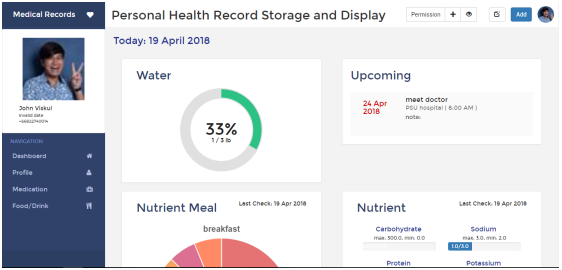 Medical Records
Personal Health Record Storage and Display
Permission
Add
Today: 19 April 2018
John Viskul
Invalid date
+66822740014
NAVIGATION
Dashboard
Profile
Medication
Food/Drink
Water
33%
1 / 3 lb
Upcoming
24 Apr 2018
meet doctor
PSU hospital ( 8:00 AM )
note:
Nutrient Meal
Last Check: 19 Apr 2018
breakfast
Nutrient
Last Check: 19 Apr 2018
Carbohydrate
max: 300.0, min: 0.0
Sodium
max: 3.0, min: 2.0
1.0/3.0
Protein
Potassium